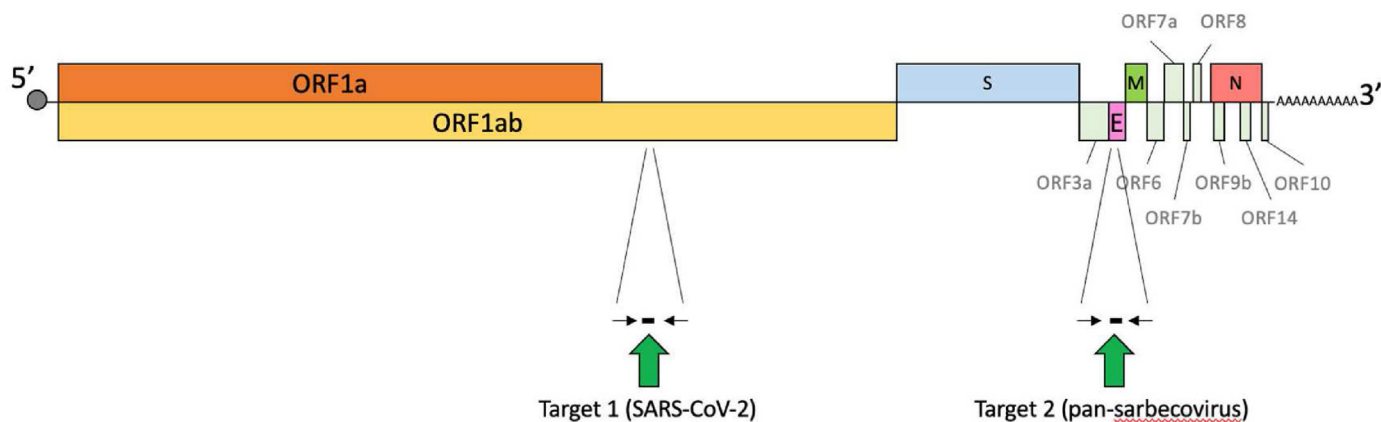 ORF7a ORF8
5’ ORF1a S M N AAAAAAAAAA3’
ORF1ab E
ORF3a ORF6 ORF9b ORF10
ORF7b ORF14
Target 1 (SARS-CoV-2) Target 2 (pan-sarbecovirus)